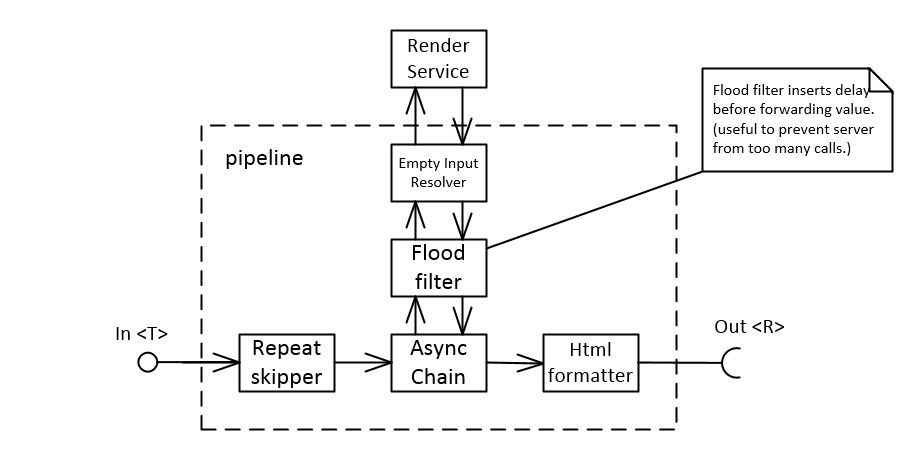 Render
Service
Flood filter inserts delay
before forwarding value.
(useful to prevent server
from too many calls.)
pipeline
Empty Input
Resolver
Flood
filter
In <T>
Repeat
skipper
Async
Chain
Html
formatter
Out <R>